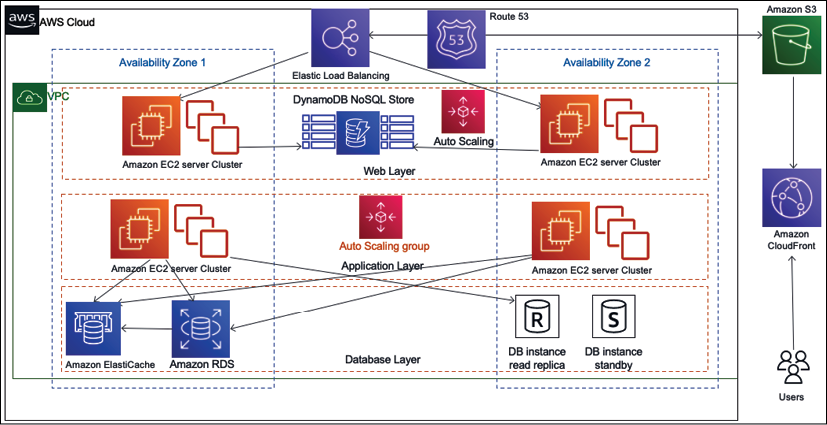 aws
AWS Cloud
Route 53
53
Amazon S3
Availability Zone 1
Elastic Load Balancing
Availability Zone 2
VPC
DynamoDB NoSQL Store
Auto Scaling
Amazon EC2 server Cluster
Amazon EC2 server Cluster
Web Layer
Auto Scaling group
Amazon EC2 server Cluster
Application Layer
Amazon EC2 server Cluster
Amazon
CloudFront
R
S
Amazon ElastiCache
Amazon RDS
Database Layer
DB instance
read replica
DB instance
standby
Users